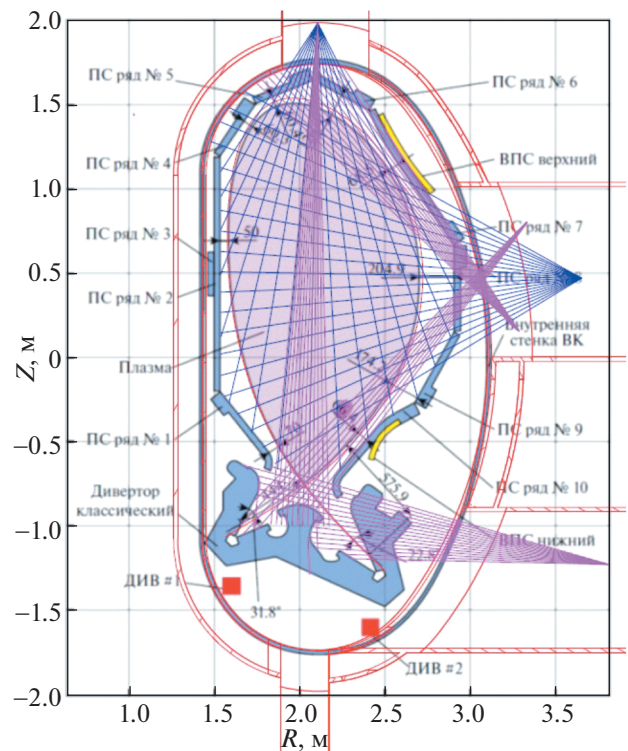 2.0
ПС ряд № 5
ПС ряд № 6
1.5
ВПС верхний
ПС ряд № 4
1.0
ПС ряд № 7
ПС ряд № 3
50
204.9
0.5
ПС ряд
ПС ряд № 2
Внутренняя
стенка ВК
Z, м
0
Плазма
ПС ряд № 9
ПС ряд № 1
–0.5
575.9
ПС ряд № 10
Дивертор
классический
–1.0
ВПС нижний
22.
ДИВ #1
31.8°
–1.5
ДИВ #2
–2.0
1.0 1.5 2.0 2.5 3.0 3.5
R, м